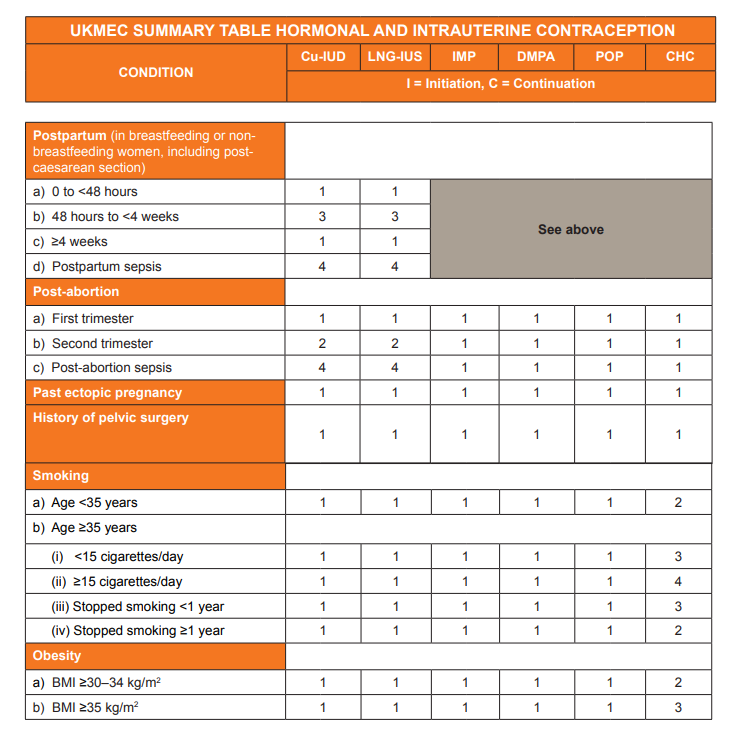 UKMEC SUMMARY TABLE HORMONAL AND INTRAUTERINE CONTRACEPTION
CONDITION
Cu-IUD LNG-IUS IMP DMPA POP CHC
I = Initiation, C = Continuation
Postpartum (in breastfeeding or non-
breastfeeding women, including post-
caesarean section)
a) 0 to <48 hours 1 1
b) 48 hours to <4 weeks 3 3
See above
c) ≥4 weeks 1 1
d) Postpartum sepsis 4 4
Post-abortion
a) First trimester 1 1 1 1 1 1
b) Second trimester 2 2 1 1 1 1
c) Post-abortion sepsis 4 4 1 1 1 1
Past ectopic pregnancy 1 1 1 1 1 1
History of pelvic surgery
1 1 1 1 1 1
Smoking
a) Age <35 years 1 1 1 1 1 2
b) Age ≥35 years
(i) <15 cigarettes/day 1 1 1 1 1 3
(ii) ≥15 cigarettes/day 1 1 1 1 1 4
(iii) Stopped smoking <1 year 1 1 1 1 1 3
(iv) Stopped smoking ≥1 year 1 1 1 1 1 2
Obesity
a) BMI ≥30–34 kg/m² 1 1 1 1 1 2
b) BMI ≥35 kg/m² 1 1 1 1 1 3